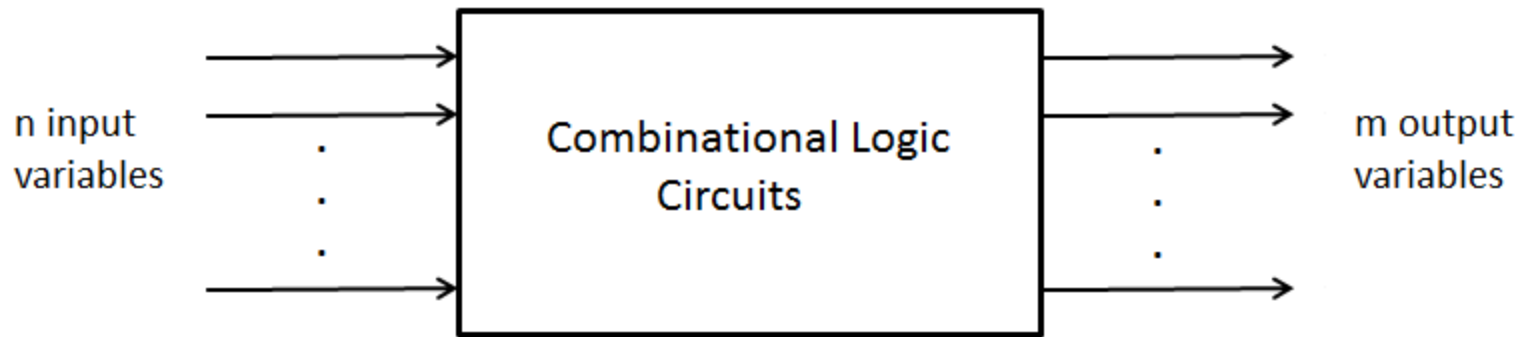 n input
variables
Combinational Logic
Circuits
m output
variables